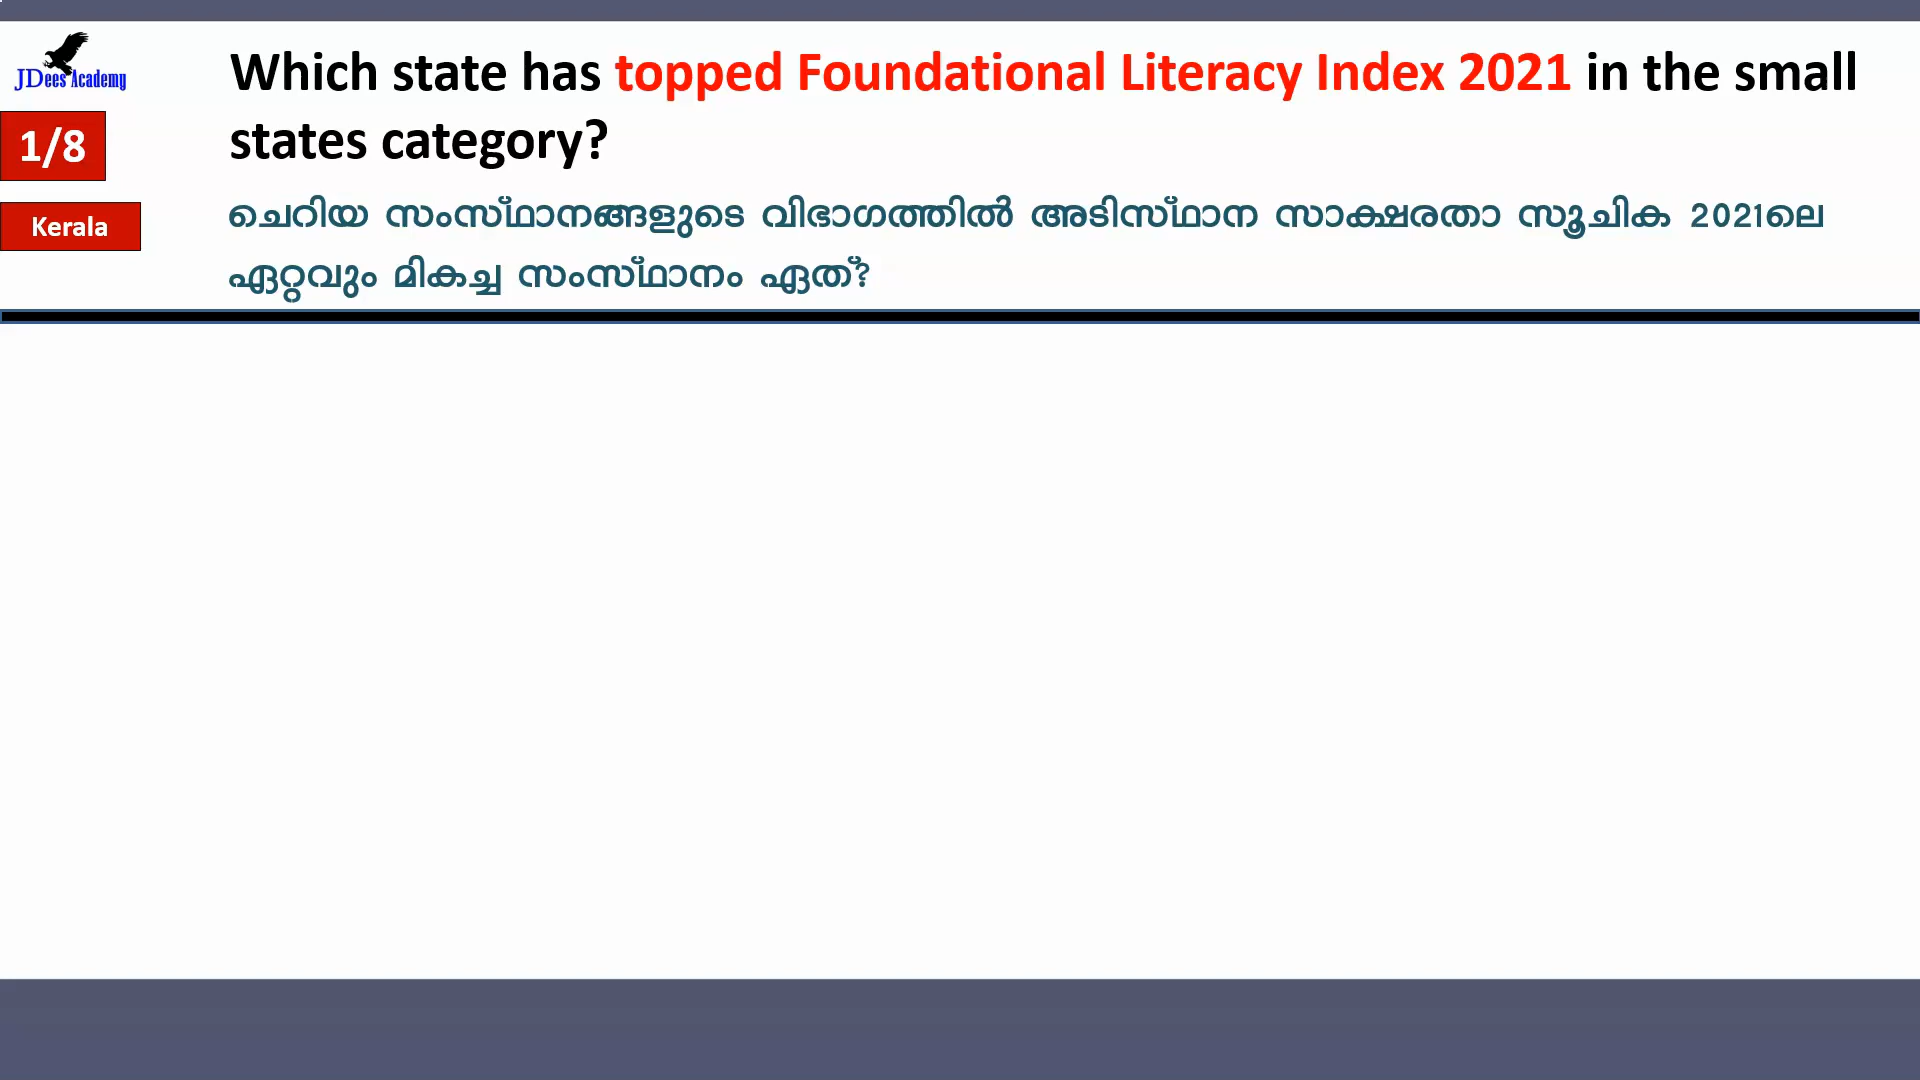 JDees Academy
Which state has topped Foundational Literacy Index 2021 in the small
states category?
1/8
ചെറിയ സംസ്ഥാനങ്ങളുടെ വിഭാഗത്തിൽ അടിസ്ഥാന സാക്ഷരതാ സൂചിക 2021ലെ
Kerala
ഏറ്റവും മികച്ച സംസ്ഥാനം ഏത്?